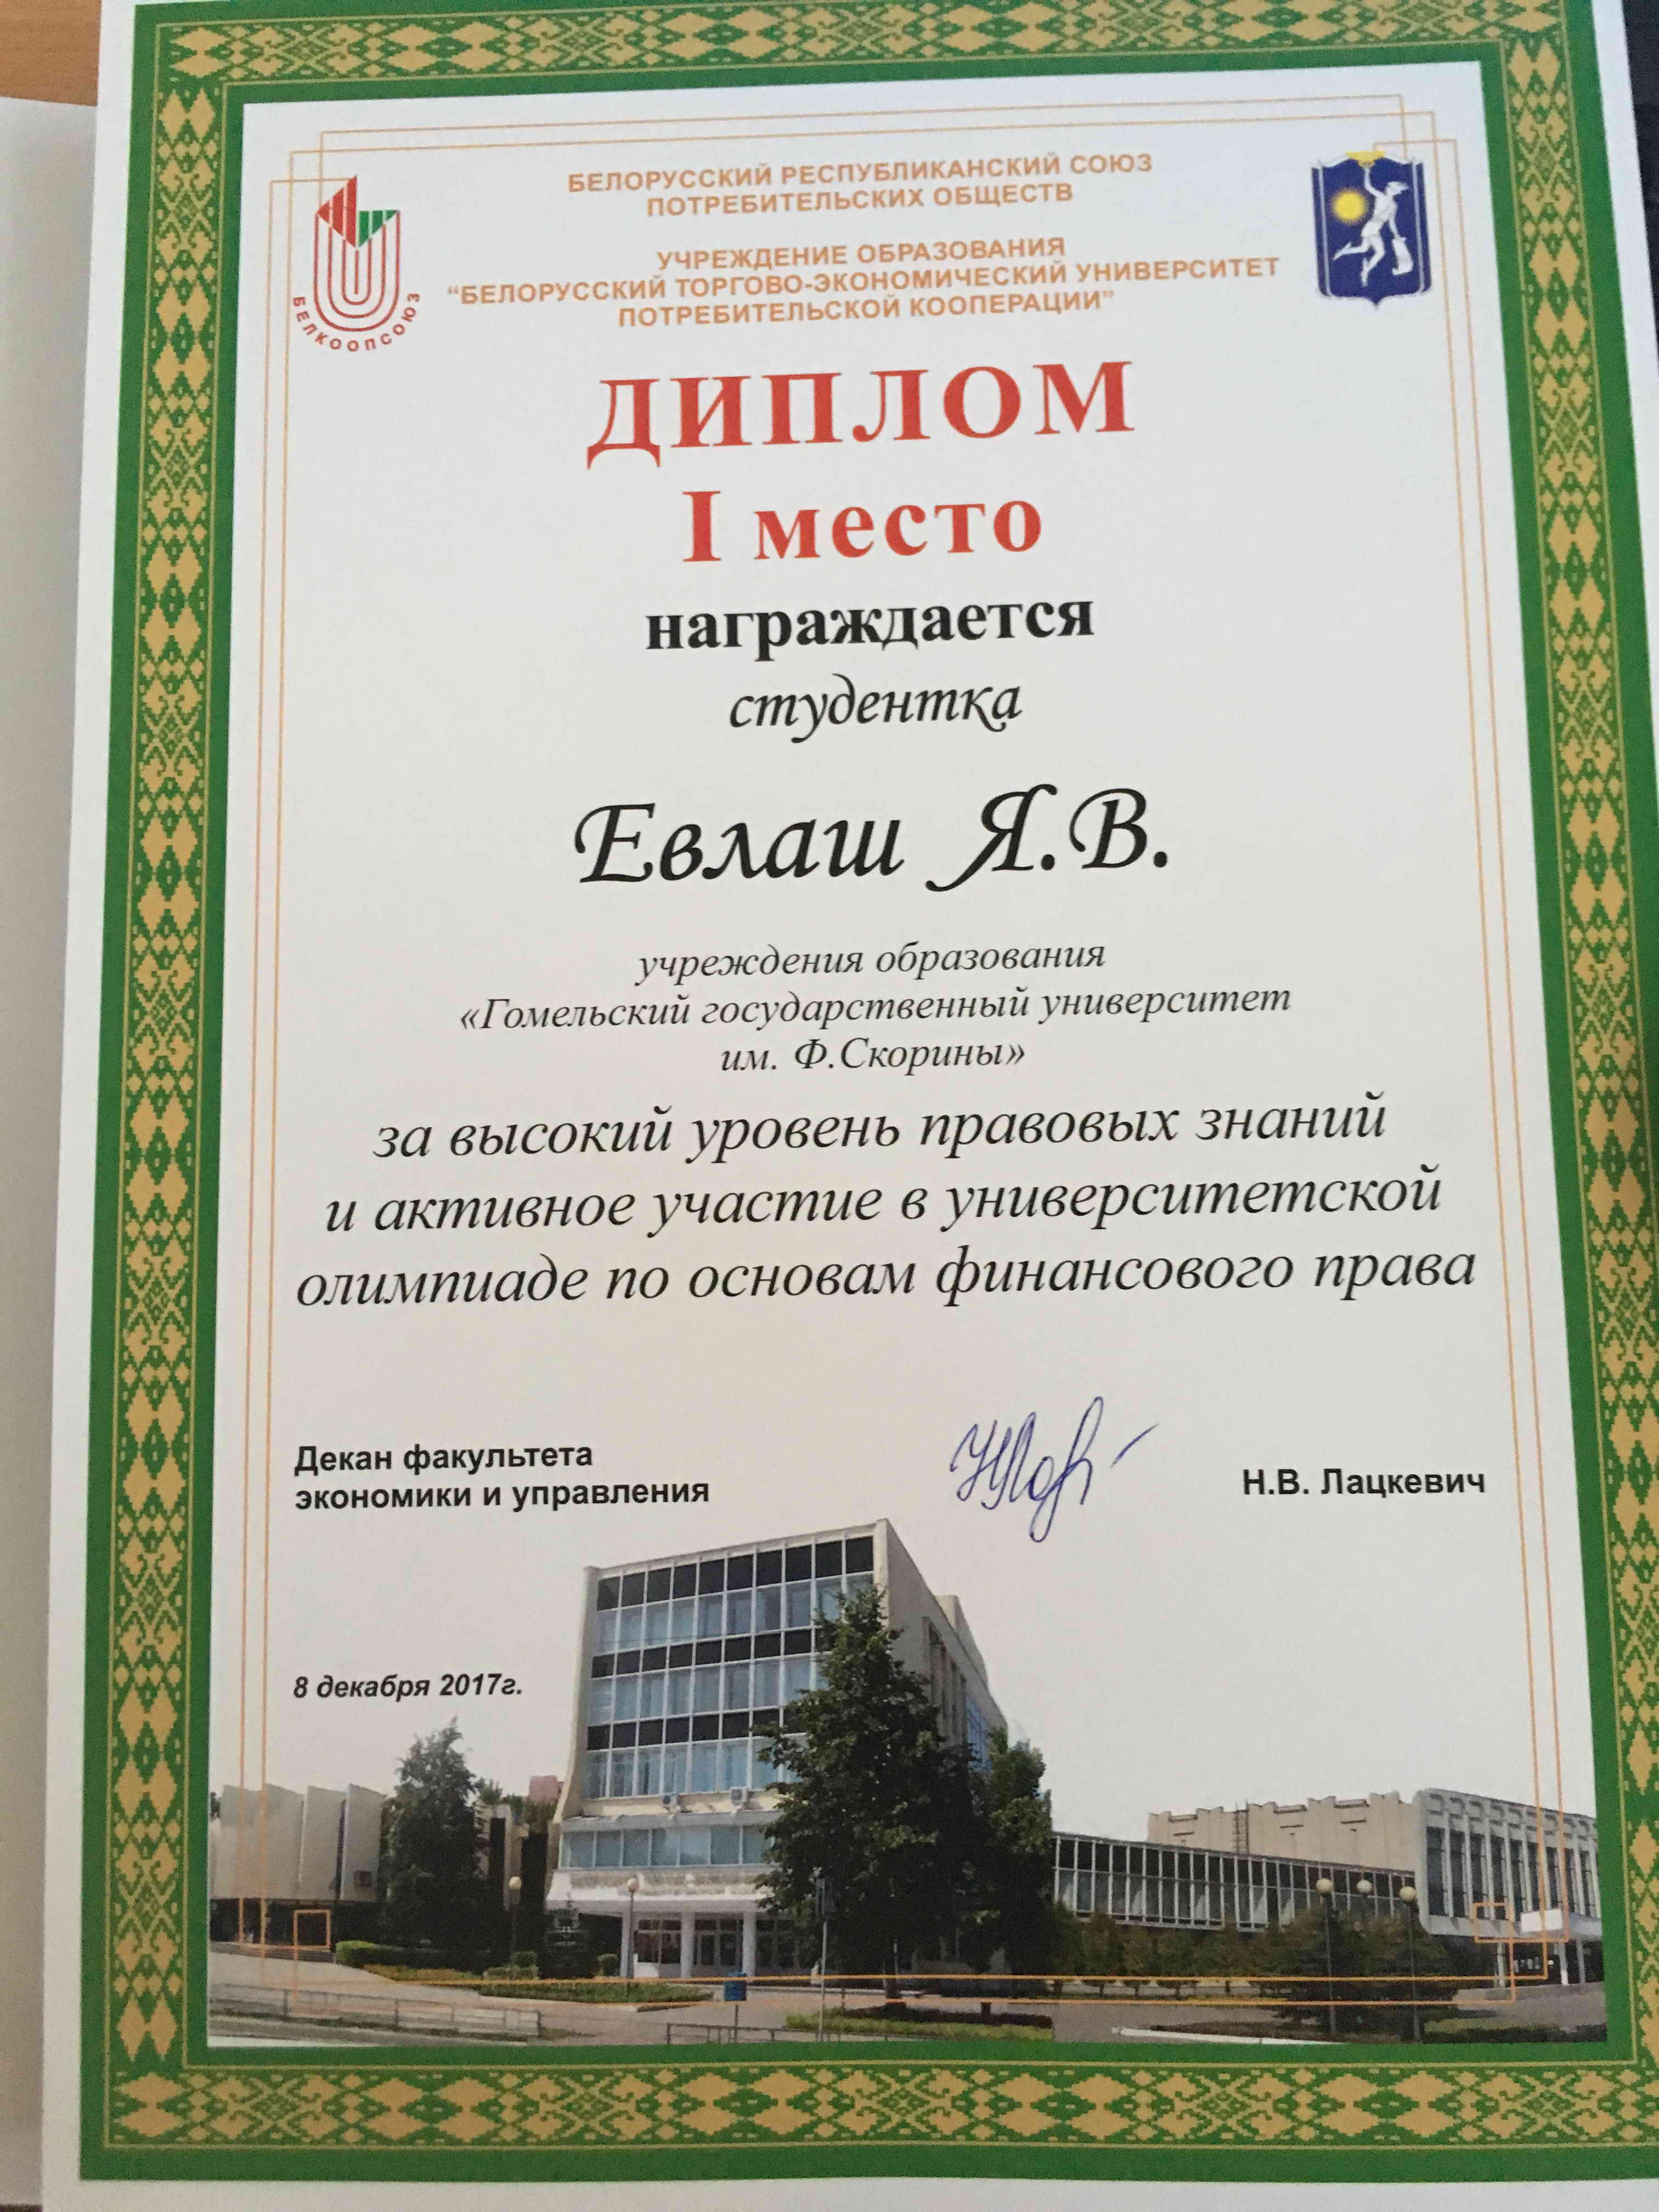 БЕЛОРУССКИЙ РЕСПУБЛИКАНСКИЙ СОЮЗ
ПОТРЕБИТЕЛЬСКИХ ОБЩЕСТВ
УЧРЕЖДЕНИЕ ОБРАЗОВАНИЯ
“БЕЛОРУССКИЙ ТОРГОВО-ЭКОНОМИЧЕСКИЙ УНИВЕРСИТЕТ
ПОТРЕБИТЕЛЬСКОЙ КООПЕРАЦИИ”
БЕЛКООПСОЮЗ
ДИПЛОМ
I место
награждается
студентка
Евлаш Я.В.
учреждения образования
«Гомельский государственный университет
им. Ф.Скорины»
за высокий уровень правовых знаний
и активное участие в университетской
олимпиаде по основам финансового права
Декан факультета
экономики и управления
Н.В. Лацкевич
8 декабря 2017г.